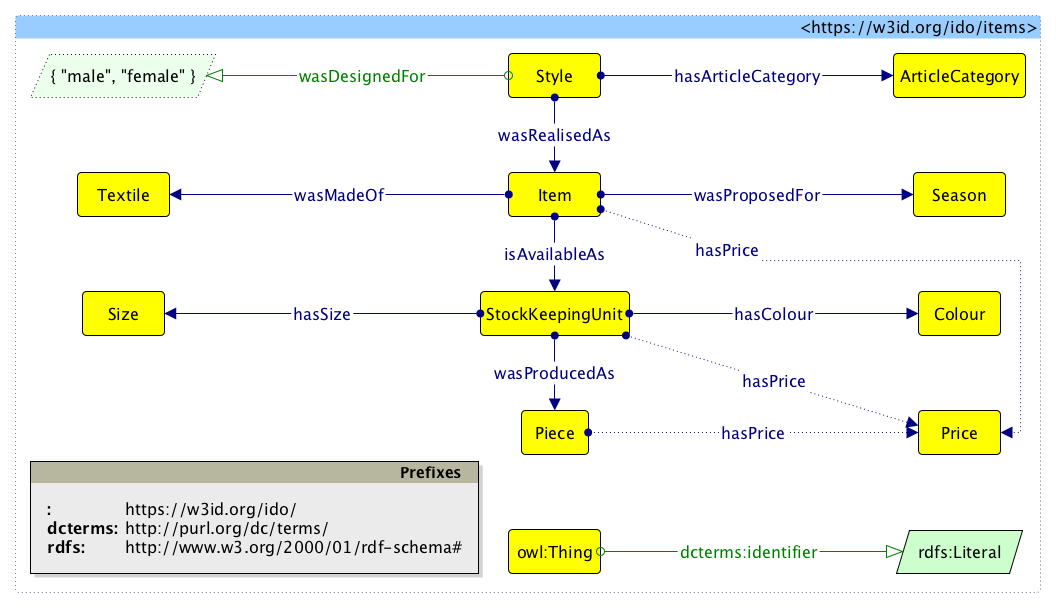 <https://w3id.org/ido/items>
{ "male", "female" }
wasDesignedFor
Style
hasArticleCategory
ArticleCategory
wasRealisedAs
Textile
wasMadeOf
Item
wasProposedFor
Season
hasPrice
isAvailableAs
Size
hasSize
StockKeepingUnit
hasColour
Colour
wasProducedAs
hasPrice
Piece
hasPrice
Price
Prefixes
: https://w3id.org/ido/
dcterms: http://purl.org/dc/terms/
rdfs: http://www.w3.org/2000/01/rdf-schema#
owl:Thing
dcterms:identifier
rdfs:Literal